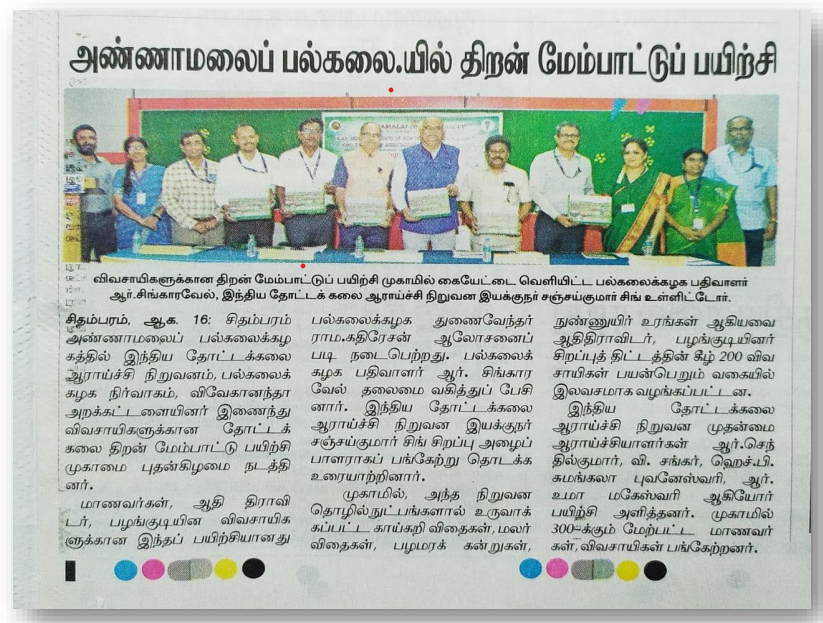 அண்ணாமலைப் பல்கலை.யில் திறன் மேம்பாட்டுப் பயிற்சி
விவசாயிகளுக்கான திறன் மேம்பாட்டுப் பயிற்சி முகாமில் கையேட்டை வெளியிட்ட பல்கலைக்கழக பதிவாளர்
ஆர்.சிங்காரவேல், இந்திய தோட்டக் கலை ஆராய்ச்சி நிறுவன இயக்குநர் சஞ்சய்குமார் சிங் உள்ளிட்டோர்.
சிதம்பரம், ஆக. 16: சிதம்பரம்
அண்ணாமலைப் பல்கலைக்கழ
கத்தில் இந்திய தோட்டக்கலை
ஆராய்ச்சி நிறுவனம், பல்கலைக்
கழக நிர்வாகம், விவேகானந்தா
அறக்கட்டளையினர் இணைந்து
விவசாயிகளுக்கான தோட்டக்
கலை திறன் மேம்பாட்டு பயிற்சி
முகாமை புதன்கிழமை நடத்தி
னர்.
மாணவர்கள், ஆதி திராவி
டர், பழங்குடியின விவசாயிக
ளுக்கான இந்தப் பயிற்சியானது
பல்கலைக்கழக துணைவேந்தர்
ராம.கதிரேசன் ஆலோசனைப்
படி நடைபெற்றது. பல்கலைக்
கழக பதிவாளர் ஆர். சிங்கார
வேல் தலைமை வகித்துப் பேசி
னார். இந்திய தோட்டக்கலை
ஆராய்ச்சி நிறுவன இயக்குநர்
சஞ்சய்குமார் சிங் சிறப்பு அழைப்
பாளராகப் பங்கேற்று தொடக்க
உரையாற்றினார்.
முகாமில், அந்த நிறுவன
தொழில்நுட்பங்களால் உருவாக்
கப்பட்ட காய்கறி விதைகள், மலர்
விதைகள், பழமரக் கன்றுகள்,
நுண்ணுயிர் உரங்கள் ஆகியவை
ஆதிதிராவிடர், பழங்குடியினர்
சிறப்புத் திட்டத்தின் கீழ் 200 விவ
சாயிகள் பயன்பெறும் வகையில்
இலவசமாக வழங்கப்பட்டன.
இந்திய தோட்டக்கலை
ஆராய்ச்சி நிறுவன முதன்மை
ஆராய்ச்சியாளர்கள் ஆர்.செந்
தில்குமார், வி. சங்கர், ஹெச்.பி.
சுமங்கலா புவனேஸ்வரி, ஆர்.
உமா மகேஸ்வரி ஆகியோர்
பயிற்சி அளித்தனர். முகாமில்
300-க்கும் மேற்பட்ட மாணவர்
கள், விவசாயிகள் பங்கேற்றனர்.